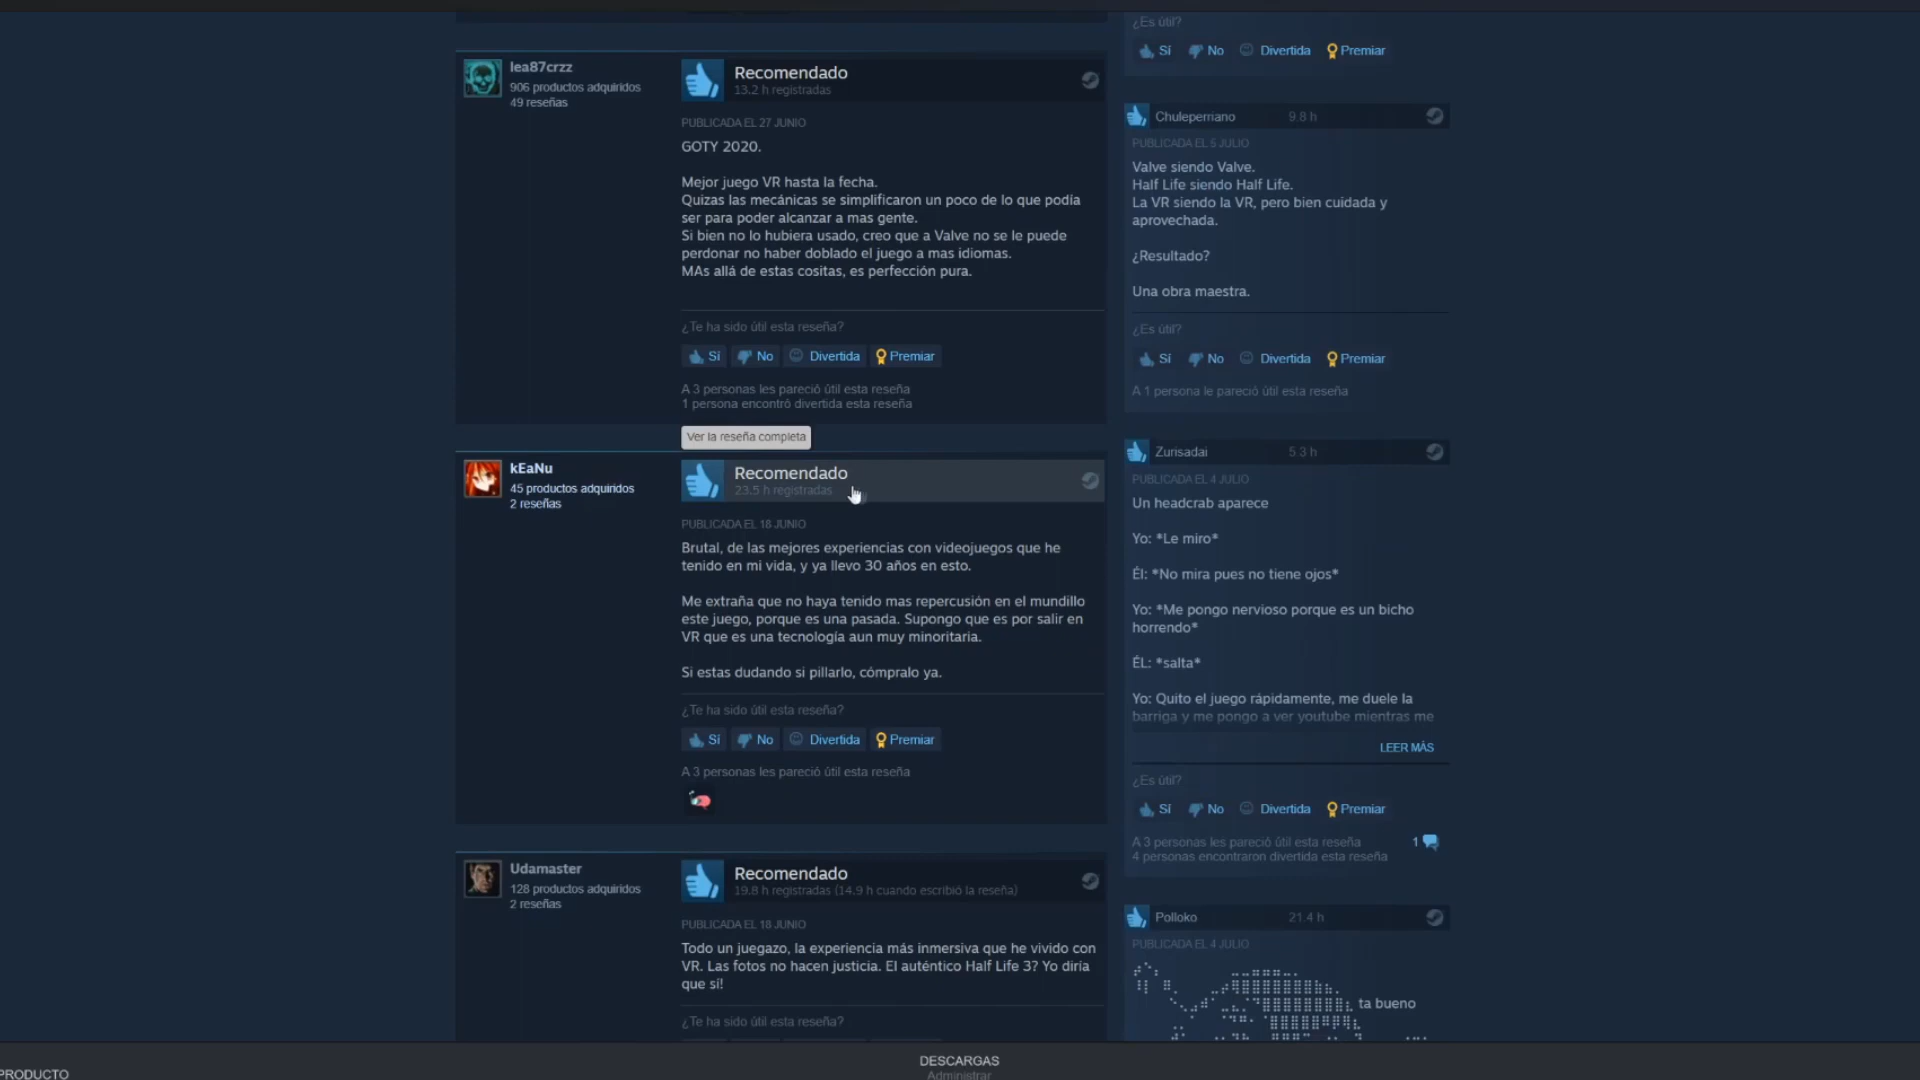 lea87crzz
906 productos adquiridos
49 reseñas
Recomendado
13.2 h registradas
PUBLICADA EL 27 JUNIO
GOTY 2020.
Mejor juego VR hasta la fecha.
Quizas las mecánicas se simplificaron un poco de lo que podía
ser para poder alcanzar a mas gente.
Si bien no lo hubiera usado, creo que a Valve no se le puede
perdonar no haber doblado el juego a mas idiomas.
MAs allá de estas cositas, es perfección pura.
¿Te ha sido útil esta reseña?
Sí No Divertida Premiar
A 3 personas les pareció útil esta reseña
1 persona encontró divertida esta reseña
Ver la reseña completa
kEaNu
45 productos adquiridos
2 reseñas
Recomendado
23.5 h registradas
PUBLICADA EL 18 JUNIO
Brutal, de las mejores experiencias con videojuegos que he
tenido en mi vida, y ya llevo 30 años en esto.
Me extraña que no haya tenido mas repercusión en el mundillo
este juego, porque es una pasada. Supongo que es por salir en
VR que es una tecnología aun muy minoritaria.
Si estas dudando si pillarlo, cómpralo ya.
¿Te ha sido útil esta reseña?
Sí No Divertida Premiar
A 3 personas les pareció útil esta reseña
Udamaster
128 productos adquiridos
2 reseñas
Recomendado
19.8 h registradas (14.9 h cuando escribió la reseña)
PUBLICADA EL 18 JUNIO
Todo un juegazo, la experiencia más inmersiva que he vivido con
VR. Las fotos no hacen justicia. El auténtico Half Life 3? Yo diría
que sí!
¿Te ha sido útil esta reseña?
¿Es útil?
Sí No Divertida Premiar
Chuleperriano 9.8 h
PUBLICADA EL 5 JULIO
Valve siendo Valve.
Half Life siendo Half Life.
La VR siendo la VR, pero bien cuidada y
aprovechada.
¿Resultado?
Una obra maestra.
¿Es útil?
Sí No Divertida Premiar
A 1 persona le pareció útil esta reseña
Zurisadai 5.3 h
PUBLICADA EL 4 JULIO
Un headcrab aparece
Yo: *Le miro*
Él: *No mira pues no tiene ojos*
Yo: *Me pongo nervioso porque es un bicho
horrendo*
ÉL: *salta*
Yo: Quito el juego rápidamente, me duele la
barriga y me pongo a ver youtube mientras me
LEER MÁS
¿Es útil?
Sí No Divertida Premiar
A 3 personas les pareció útil esta reseña
4 personas encontraron divertida esta reseña
1
Polloko 21.4 h
PUBLICADA EL 4 JULIO
ta bueno
PRODUCTO
DESCARGAS
Administrar